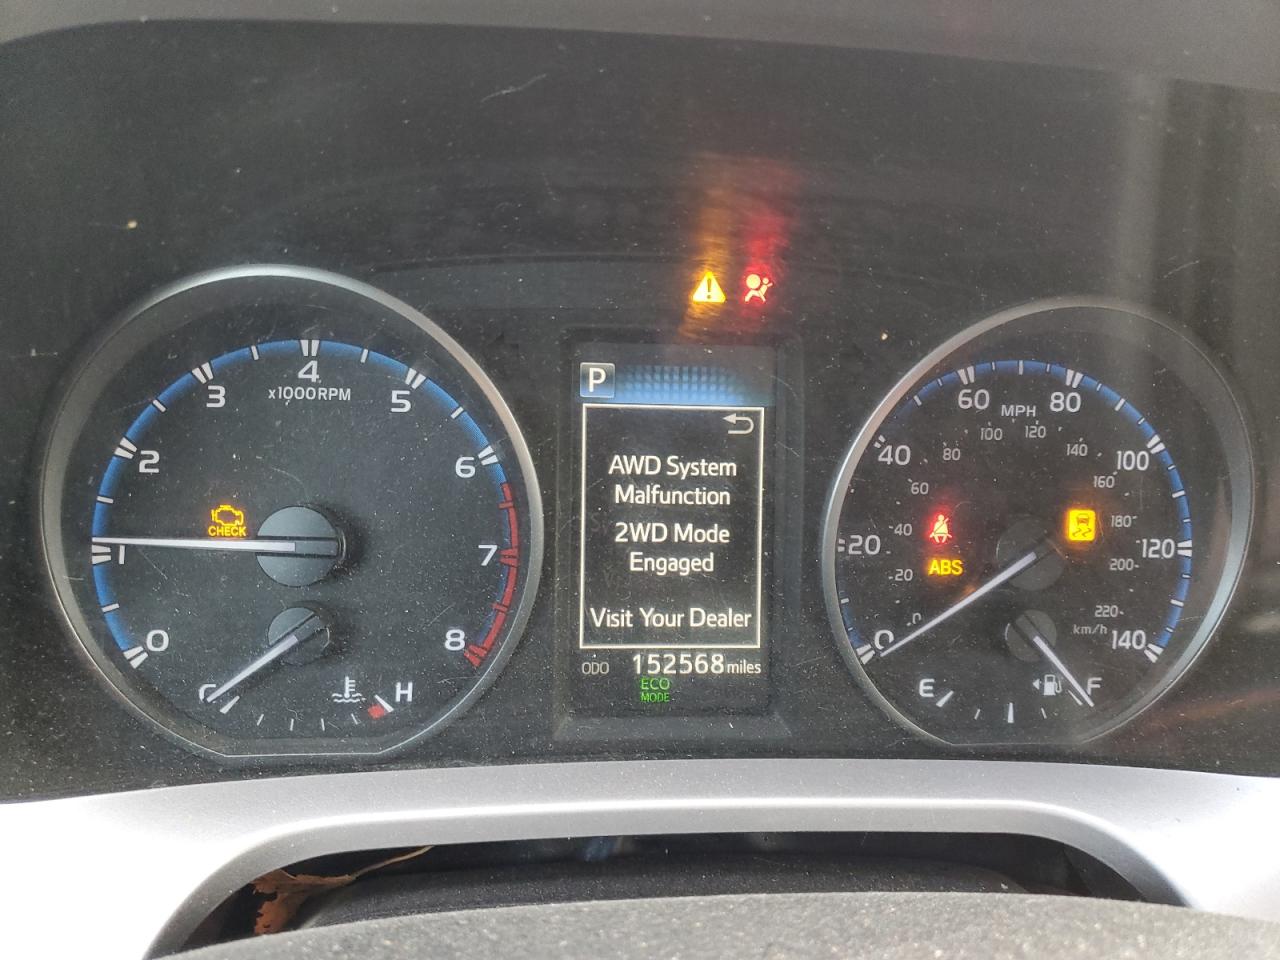 4
x1000RPM
3
5
2
6
CHECK
1
7
0
8
C
H
P
AWD System
Malfunction
2WD Mode
Engaged
Visit Your Dealer
ODO 152568 miles
ECO
MODE
60 MPH 80
100 120
40 80 140 100
60 160
40 180
20 120
ABS
20 200
0 0 220
km/h 140
E F